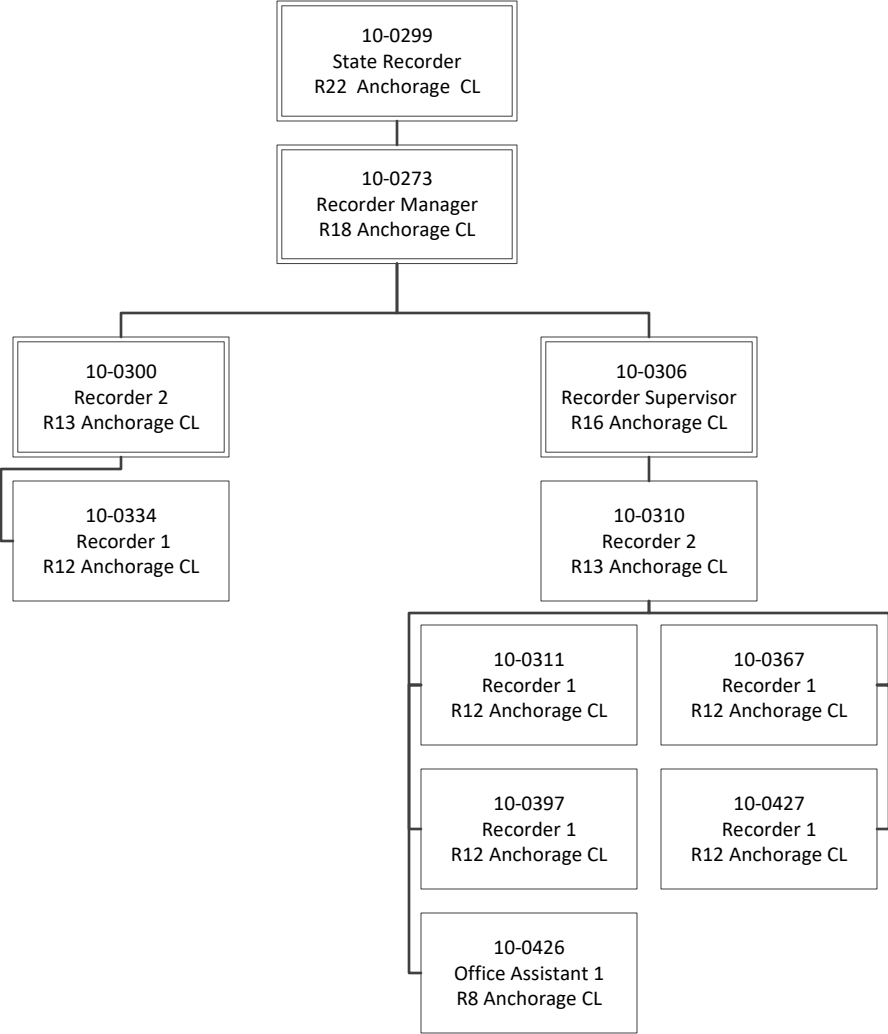 10-0299
State Recorder
R22 Anchorage CL
10-0273
Recorder Manager
R18 Anchorage CL
10-0300
Recorder 2
R13 Anchorage CL
10-0306
Recorder Supervisor
R16 Anchorage CL
10-0334
Recorder 1
R12 Anchorage CL
10-0310
Recorder 2
R13 Anchorage CL
10-0311
Recorder 1
R12 Anchorage CL
10-0367
Recorder 1
R12 Anchorage CL
10-0397
Recorder 1
R12 Anchorage CL
10-0427
Recorder 1
R12 Anchorage CL
10-0426
Office Assistant 1
R8 Anchorage CL